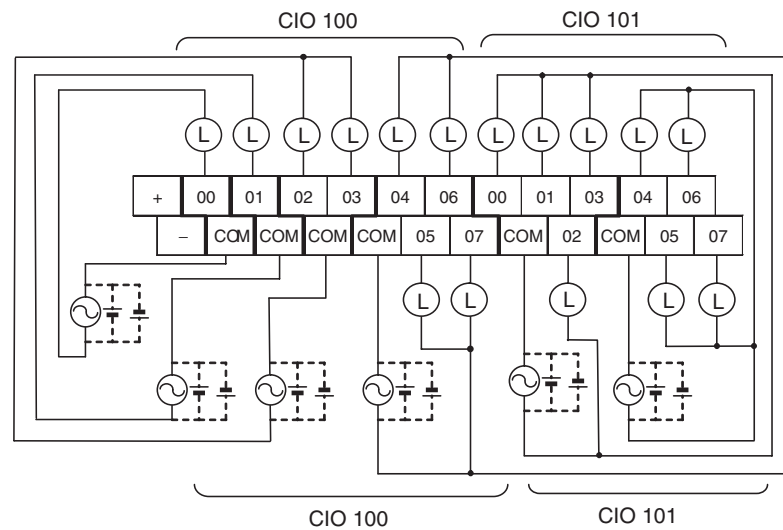 CIO 100 CIO 101
L L L L L L L L L L L
+ 00 01 02 03 04 06 00 01 03 04 06
− COM COM COM COM 05 07 COM 02 COM 05 07
L L L L L
CIO 100 CIO 101